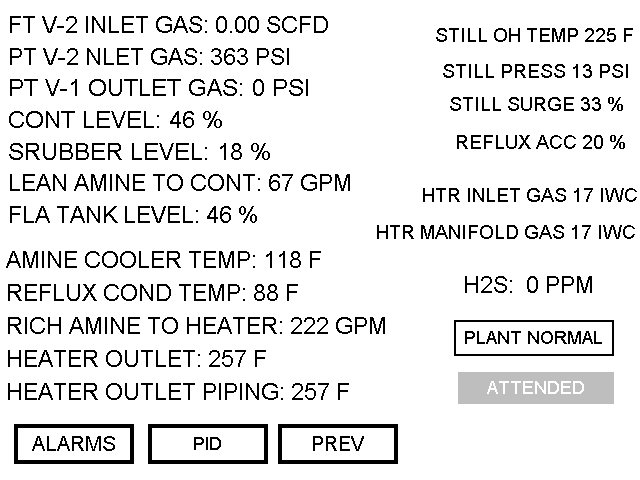 FT V-2 INLET GAS: 0.00 SCFD
PT V-2 NLET GAS: 363 PSI
PT V-1 OUTLET GAS: 0 PSI
CONT LEVEL: 46 %
SRUBBER LEVEL: 18 %
LEAN AMINE TO CONT: 67 GPM
FLA TANK LEVEL: 46 %
AMINE COOLER TEMP: 118 F
REFLUX COND TEMP: 88 F
RICH AMINE TO HEATER: 222 GPM
HEATER OUTLET: 257 F
HEATER OUTLET PIPING: 257 F
STILL OH TEMP 225 F
STILL PRESS 13 PSI
STILL SURGE 33 %
REFLUX ACC 20 %
HTR INLET GAS 17 IWC
HTR MANIFOLD GAS 17 IWC
H2S: 0 PPM
PLANT NORMAL
ATTENDED
ALARMS
PID
PREV